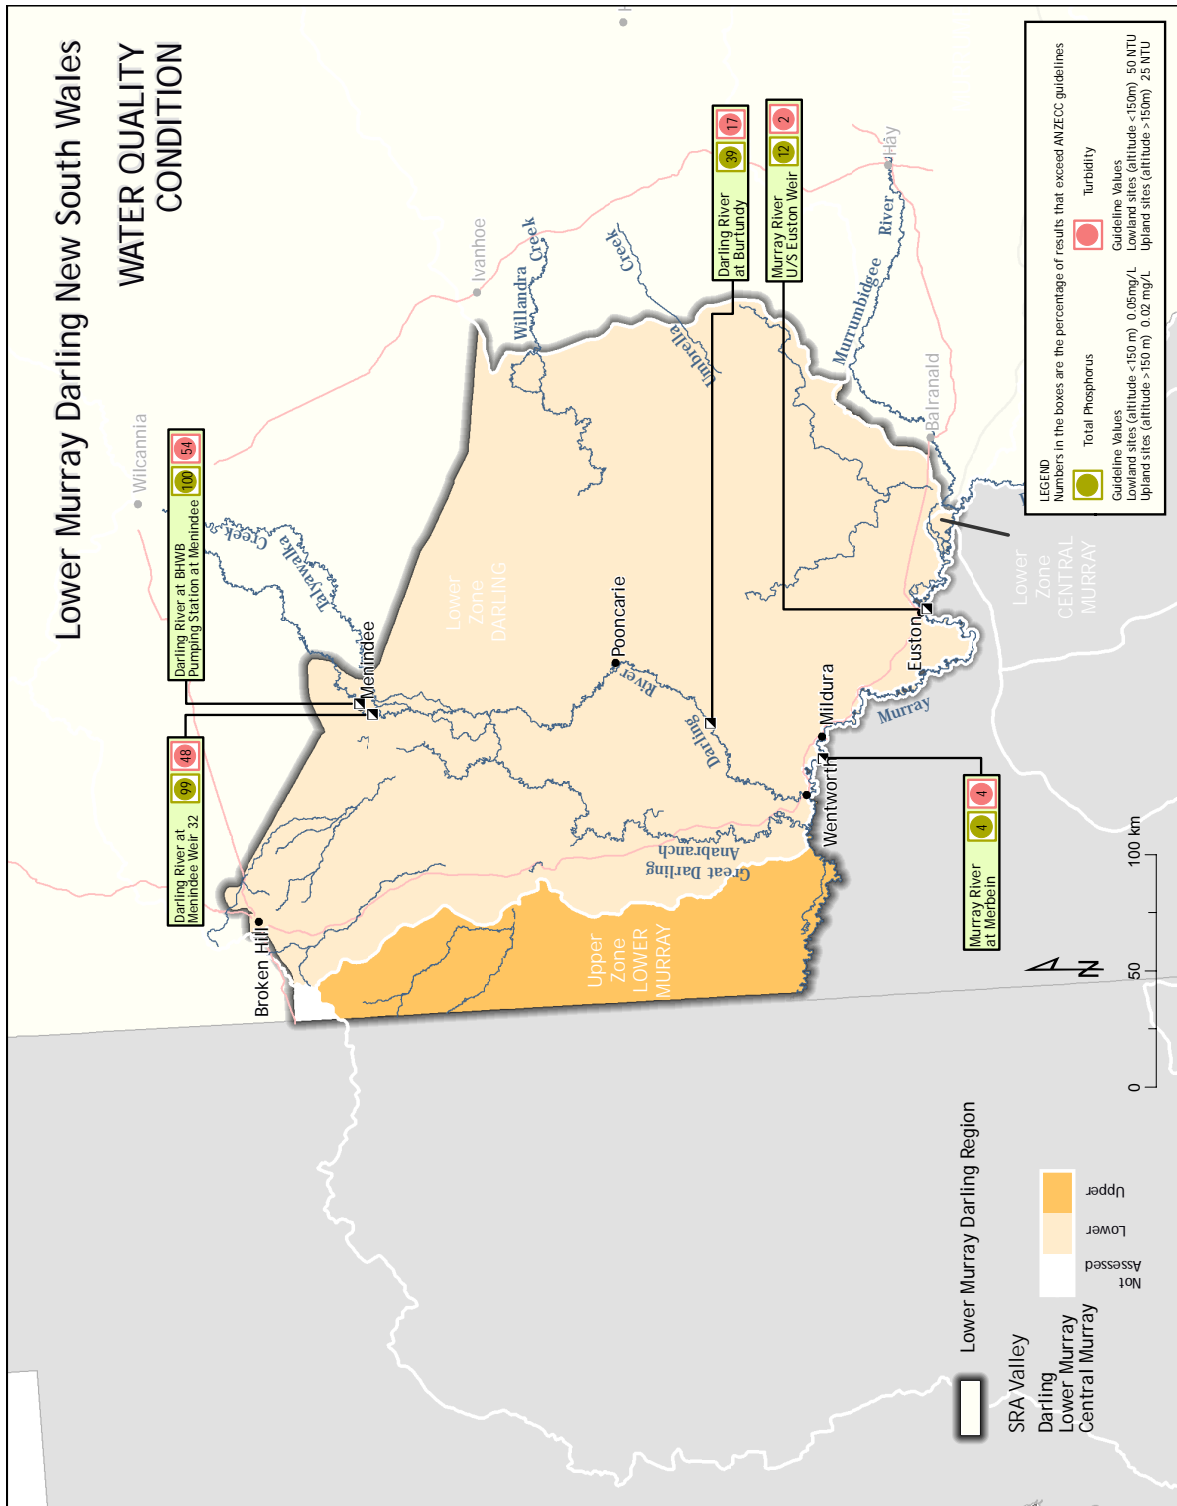 Lower Murray Darling New South Wales
WATER QUALITY
CONDITION
Wilcannia
Ivanhoe
Hay
Balranald
Broken Hill
Menindee
Pooncarie
Mildura
Wentworth
Euston
Talyawalka
Creek
Willandra
Creek
Umbrella
Creek
Murrumbidgee River
Darling
River
Great Darling
Anabranch
Murray
Lower
Zone
DARLING
Upper
Zone
LOWER
MURRAY
Lower
Zone
CENTRAL
MURRAY
Darling River at
Menindee Weir 32
99
48
Darling River at BHWB
Pumping Station at Menindee
100
54
Darling River
at Burtundy
39
17
Murray River
U/S Euston Weir
12
2
Murray River
at Merbein
4
4
N
0 50 100 km
Lower Murray Darling Region
SRA Valley
Not
Assessed
Lower
Upper
Darling
Lower Murray
Central Murray
LEGEND
Numbers in the boxes are the percentage of results that exceed ANZECC guidelines
Total Phosphorus
Guideline Values
Lowland sites (altitude <150 m) 0.05mg/L
Upland sites (altitude >150 m) 0.02 mg/L
Turbidity
Guideline Values
Lowland sites (altitude <150m) 50 NTU
Upland sites (altitude >150m) 25 NTU